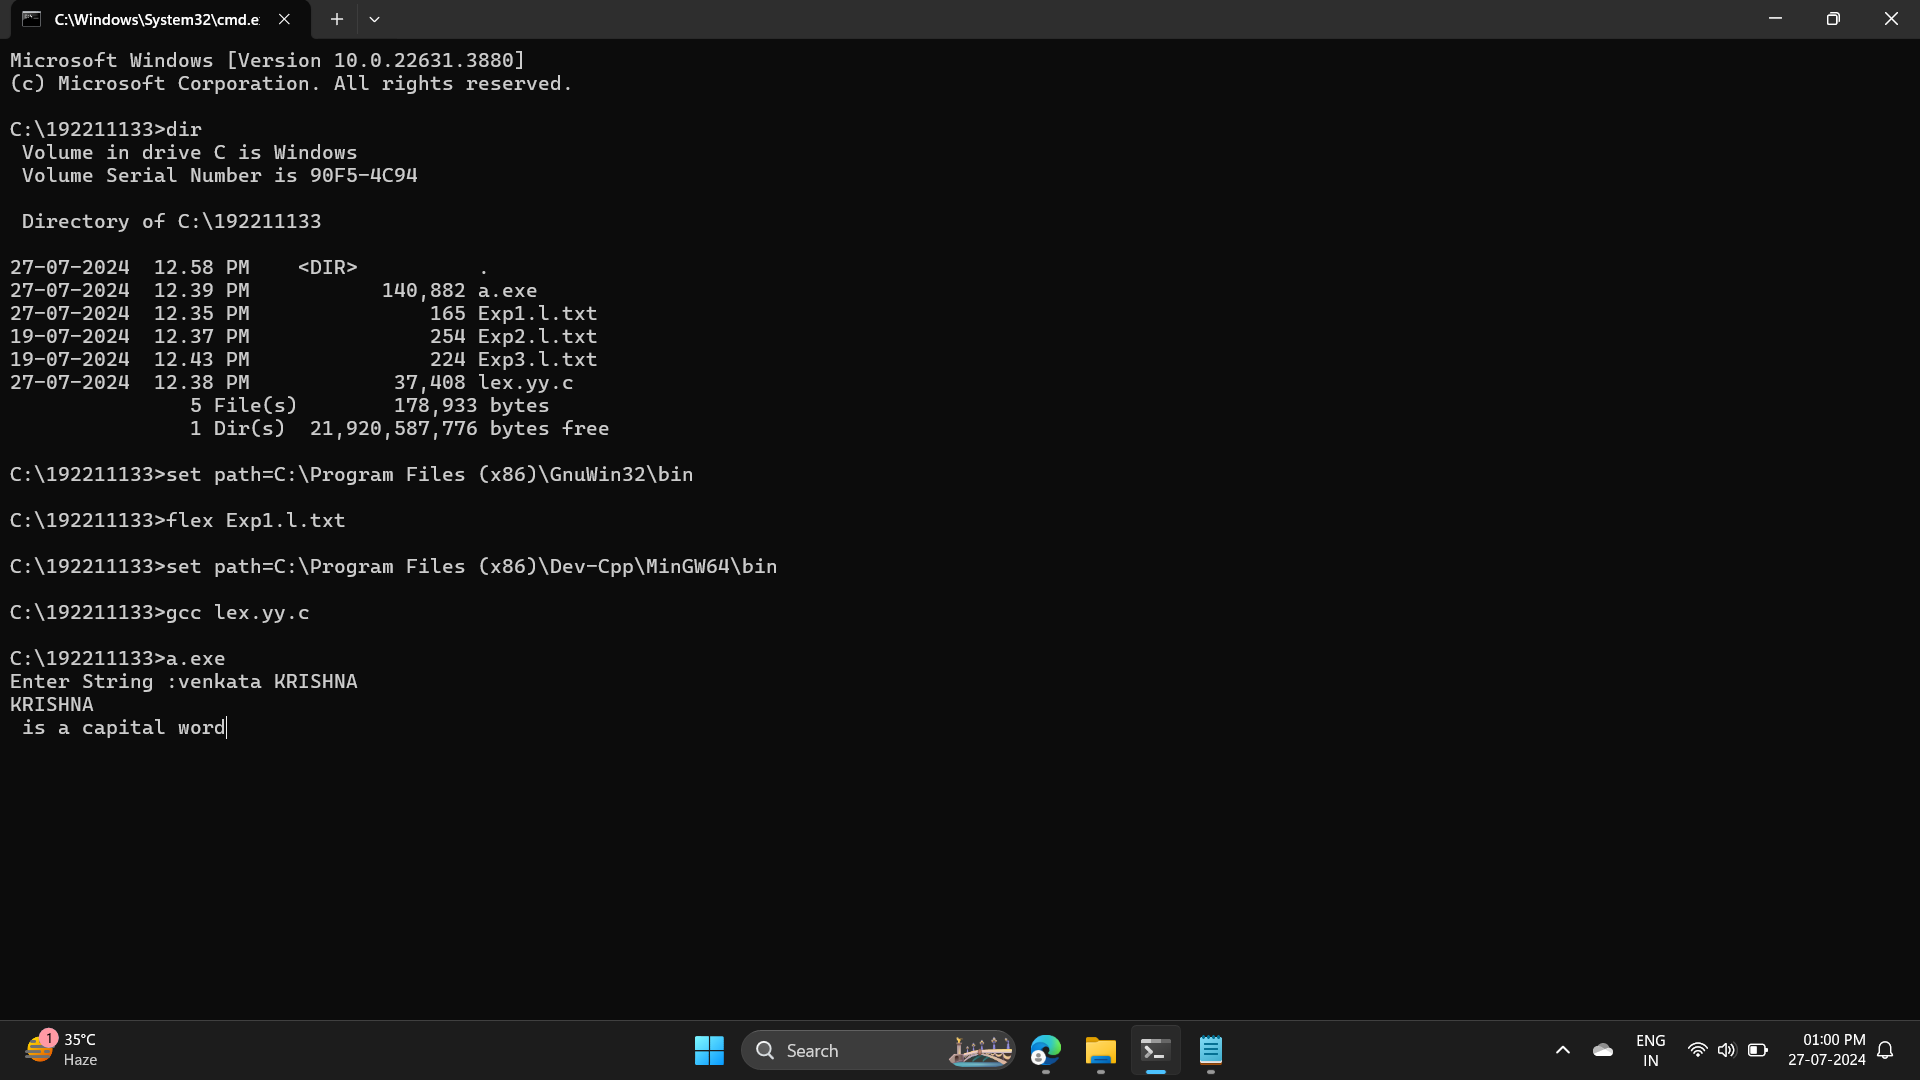 C:\Windows\System32\cmd.e
Microsoft Windows [Version 10.0.22631.3880]
(c) Microsoft Corporation. All rights reserved.
C:\192211133>dir
 Volume in drive C is Windows
 Volume Serial Number is 90F5-4C94
 Directory of C:\192211133
27-07-2024  12.58 PM    <DIR>          .
27-07-2024  12.39 PM           140,882 a.exe
27-07-2024  12.35 PM               165 Exp1.l.txt
19-07-2024  12.37 PM               254 Exp2.l.txt
19-07-2024  12.43 PM               224 Exp3.l.txt
27-07-2024  12.38 PM            37,408 lex.yy.c
               5 File(s)        178,933 bytes
               1 Dir(s)  21,920,587,776 bytes free
C:\192211133>set path=C:\Program Files (x86)\GnuWin32\bin
C:\192211133>flex Exp1.l.txt
C:\192211133>set path=C:\Program Files (x86)\Dev-Cpp\MinGW64\bin
C:\192211133>gcc lex.yy.c
C:\192211133>a.exe
Enter String :venkata KRISHNA
KRISHNA
 is a capital word
1
35°C
Haze
Search
ENG
IN
01:00 PM
27-07-2024